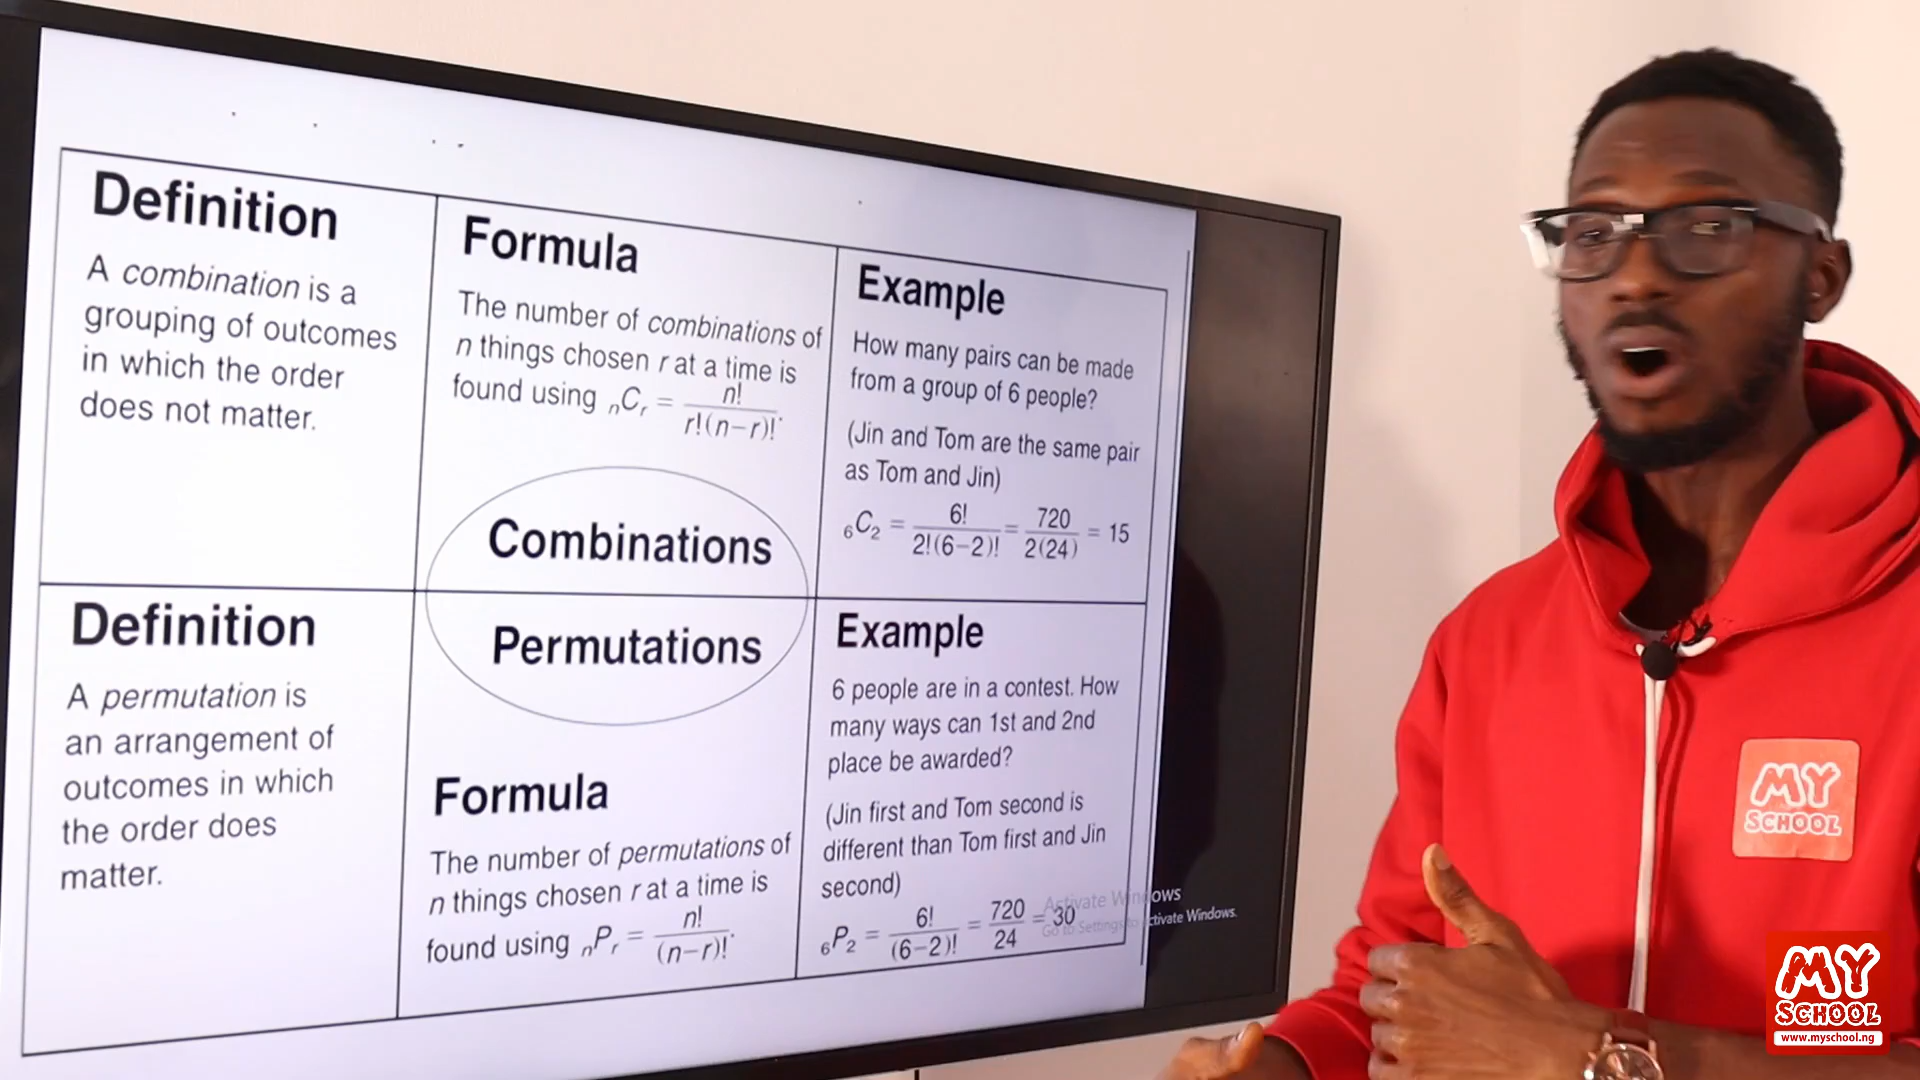 Definition
A combination is a
grouping of outcomes
in which the order
does not matter.
Formula
The number of combinations of
n things chosen r at a time is
found using nCr = n!/r!(n−r)!.
Example
How many pairs can be made
from a group of 6 people?
(Jin and Tom are the same pair
as Tom and Jin)
6C2 = 6!/2!(6−2)! = 720/2(24) = 15
Combinations
Permutations
Definition
A permutation is
an arrangement of
outcomes in which
the order does
matter.
Formula
The number of permutations of
n things chosen r at a time is
found using nPr = n!/(n−r)!.
Example
6 people are in a contest. How
many ways can 1st and 2nd
place be awarded?
(Jin first and Tom second is
different than Tom first and Jin
second)
6P2 = 6!/(6−2)! = 720/24 = 30
Activate Windows
Go to Settings to activate Windows.
MY
SCHOOL
MY
SCHOOL
www.myschool.ng